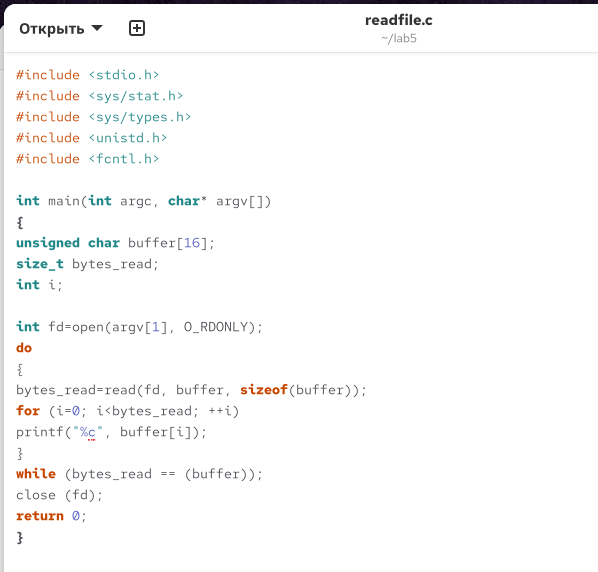 Открыть
readfile.c
~/lab5
#include <stdio.h>
#include <sys/stat.h>
#include <sys/types.h>
#include <unistd.h>
#include <fcntl.h>
int main(int argc, char* argv[])
{
unsigned char buffer[16];
size_t bytes_read;
int i;
int fd=open(argv[1], O_RDONLY);
do
{
bytes_read=read(fd, buffer, sizeof(buffer));
for (i=0; i<bytes_read; ++i)
printf("%c", buffer[i]);
}
while (bytes_read == (buffer));
close (fd);
return 0;
}